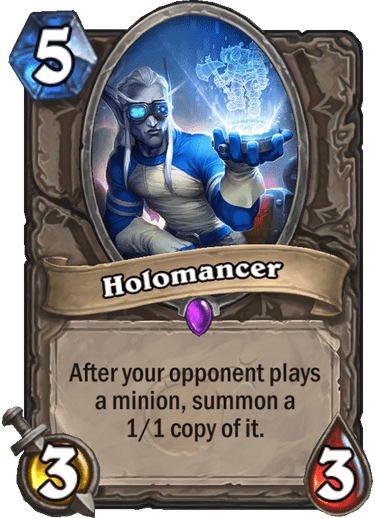 5
Holomancer
After your opponent plays
a minion, summon a
1/1 copy of it.
3
3